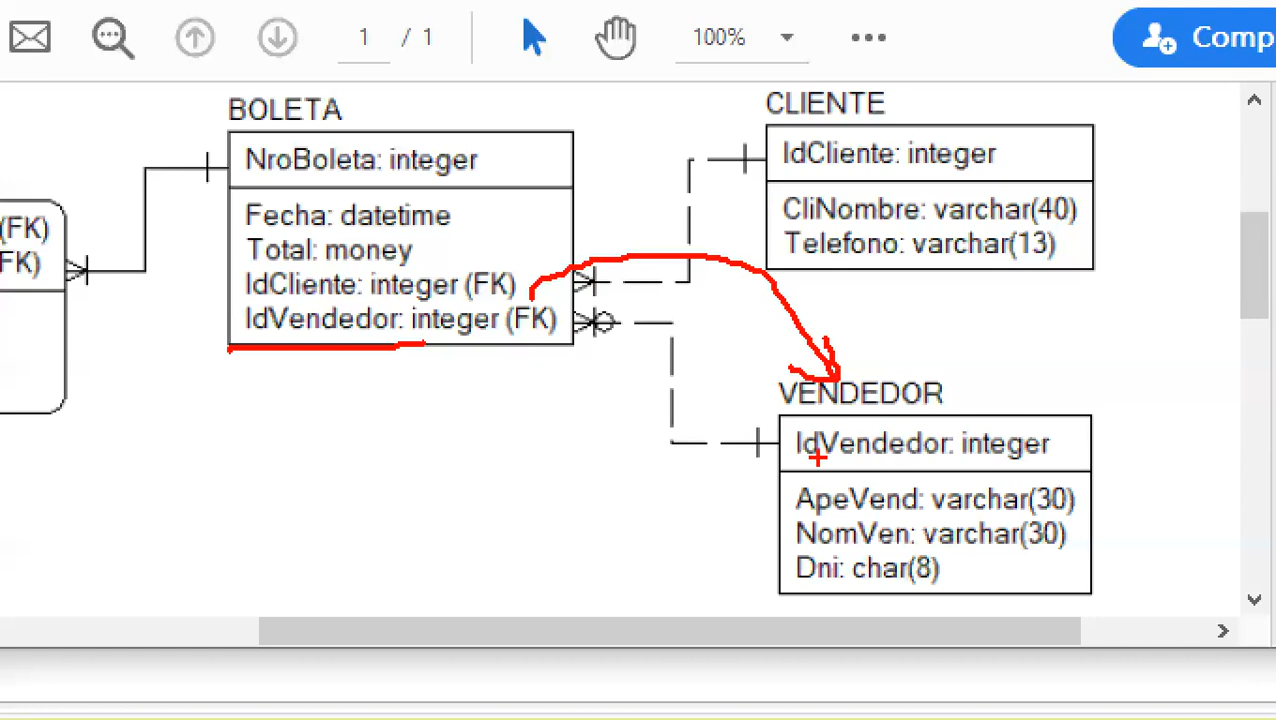 1 / 1
100%
Comp
BOLETA
NroBoleta: integer
Fecha: datetime
Total: money
IdCliente: integer (FK)
IdVendedor: integer (FK)
(FK)
FK)
CLIENTE
IdCliente: integer
CliNombre: varchar(40)
Telefono: varchar(13)
VENDEDOR
IdVendedor: integer
ApeVend: varchar(30)
NomVen: varchar(30)
Dni: char(8)